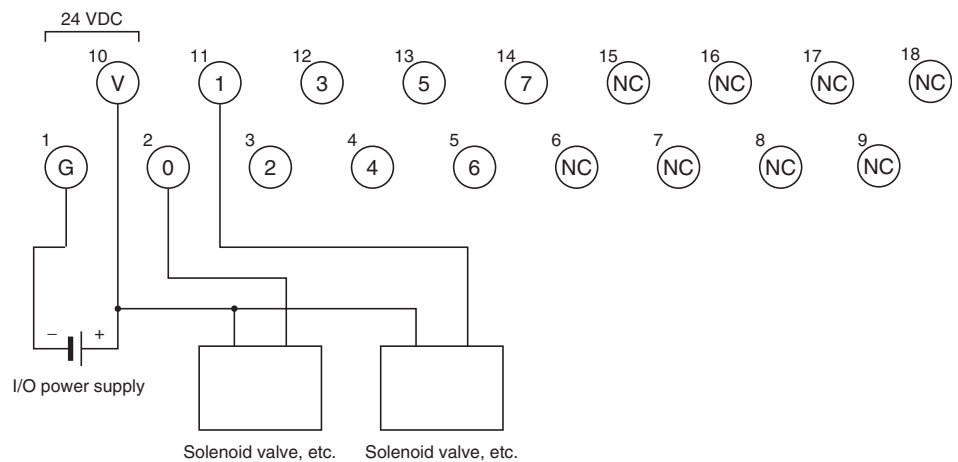 24 VDC
10 11 12 13 14 15 16 17 18
V 1 3 5 7 NC NC NC NC
1 2 3 4 5 6 7 8 9
G 0 2 4 6 NC NC NC NC
− +
I/O power supply
Solenoid valve, etc. Solenoid valve, etc.